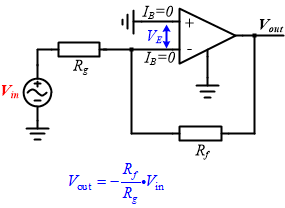 I_B=0
+
V_out
V_E
-
R_g
I_B=0
V_in
R_f
V_out = -R_f/R_g•V_in